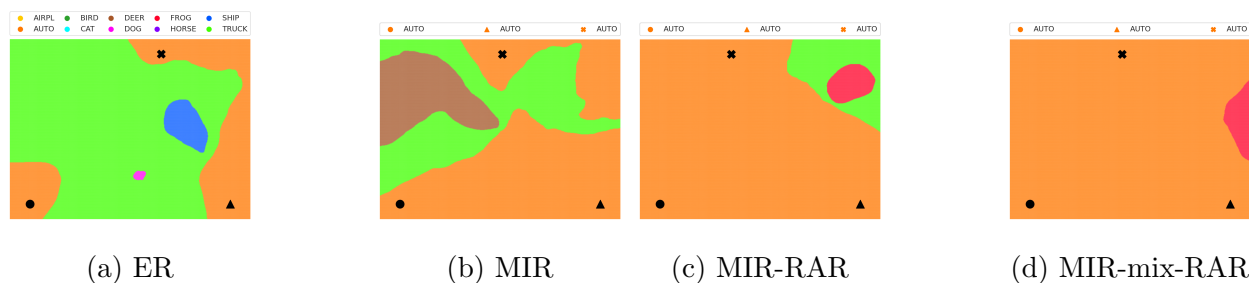 AIRPL BIRD DEER FROG SHIP
AUTO CAT DOG HORSE TRUCK
AUTO AUTO AUTO
AUTO AUTO AUTO
AUTO AUTO AUTO
(a) ER
(b) MIR
(c) MIR-RAR
(d) MIR-mix-RAR